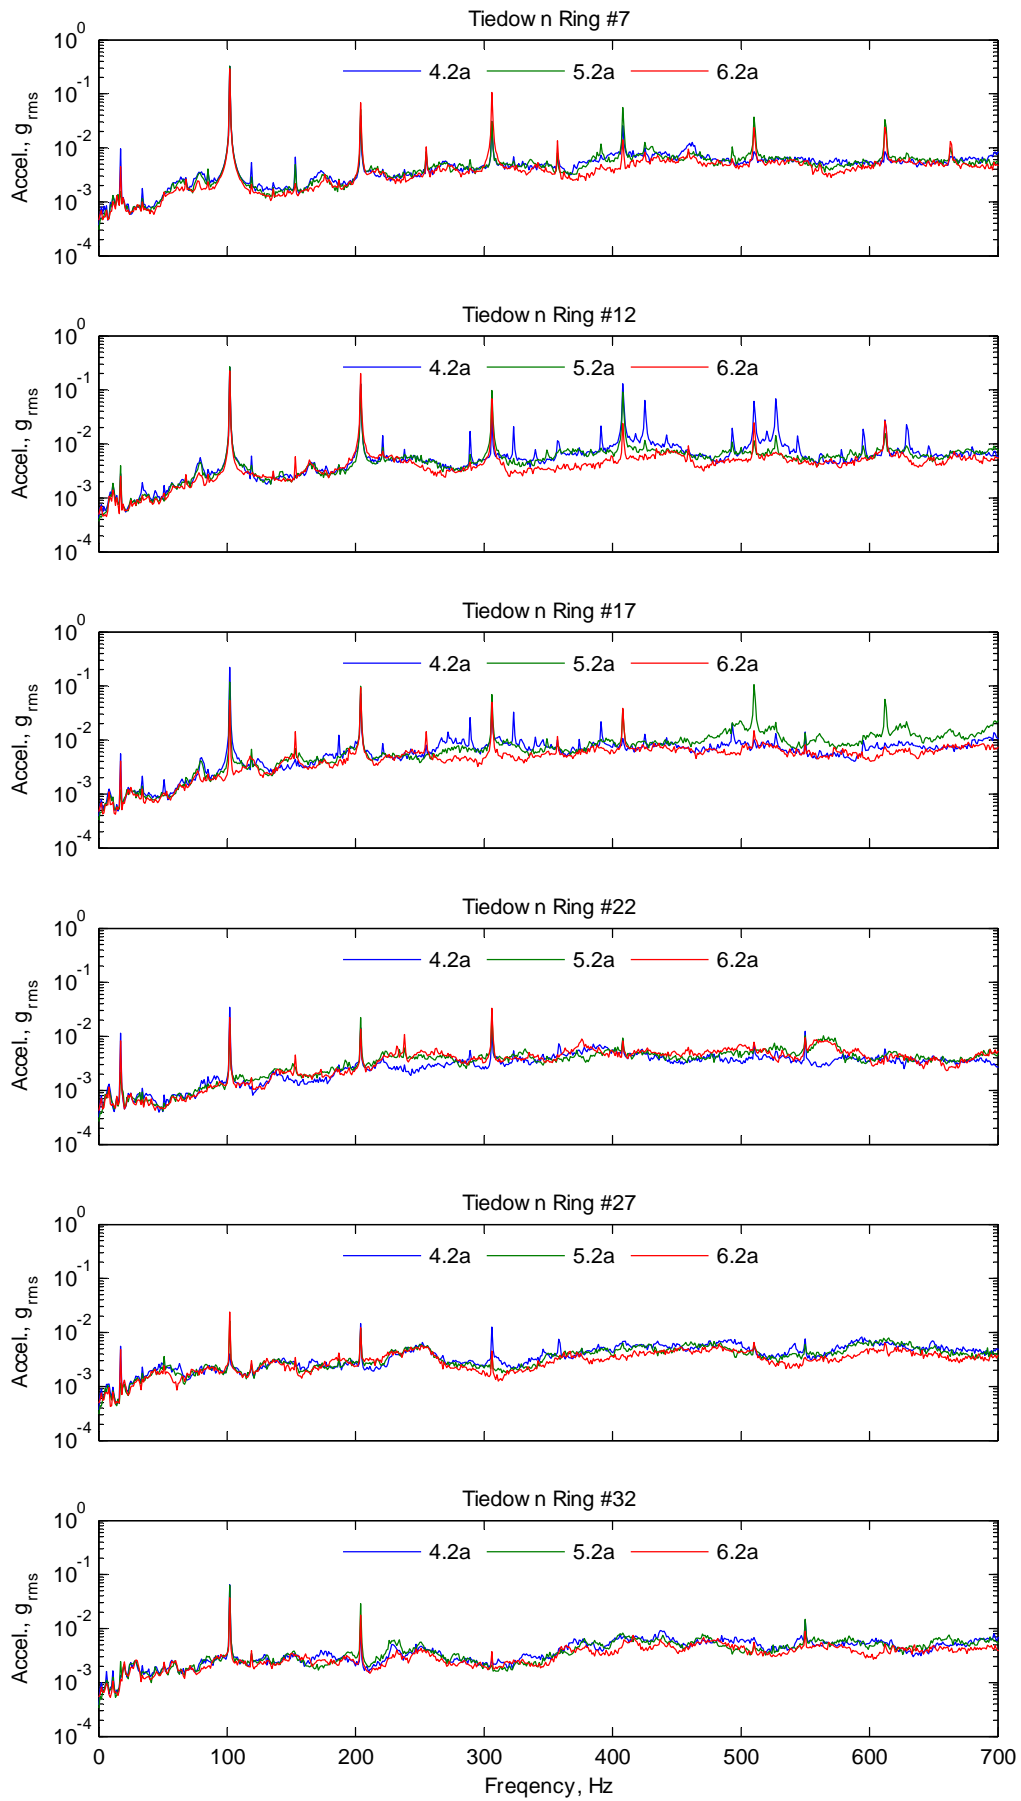 Tiedow n Ring #7
10^0
4.2a 5.2a 6.2a
10^-1
10^-2
10^-3
10^-4
Accel., g_rms
Tiedow n Ring #12
10^0
4.2a 5.2a 6.2a
10^-1
10^-2
10^-3
10^-4
Accel., g_rms
Tiedow n Ring #17
10^0
4.2a 5.2a 6.2a
10^-1
10^-2
10^-3
10^-4
Accel., g_rms
Tiedow n Ring #22
10^0
4.2a 5.2a 6.2a
10^-1
10^-2
10^-3
10^-4
Accel., g_rms
Tiedow n Ring #27
10^0
4.2a 5.2a 6.2a
10^-1
10^-2
10^-3
10^-4
Accel., g_rms
Tiedow n Ring #32
10^0
4.2a 5.2a 6.2a
10^-1
10^-2
10^-3
10^-4
Accel., g_rms
0 100 200 300 400 500 600 700
Freqency, Hz